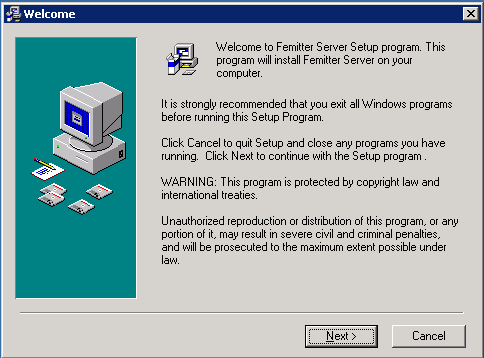 Welcome
Welcome to Femitter Server Setup program. This
program will install Femitter Server on your
computer.
It is strongly recommended that you exit all Windows programs
before running this Setup Program.
Click Cancel to quit Setup and close any programs you have
running. Click Next to continue with the Setup program .
WARNING: This program is protected by copyright law and
international treaties.
Unauthorized reproduction or distribution of this program, or any
portion of it, may result in severe civil and criminal penalties,
and will be prosecuted to the maximum extent possible under
law.
Next >
Cancel